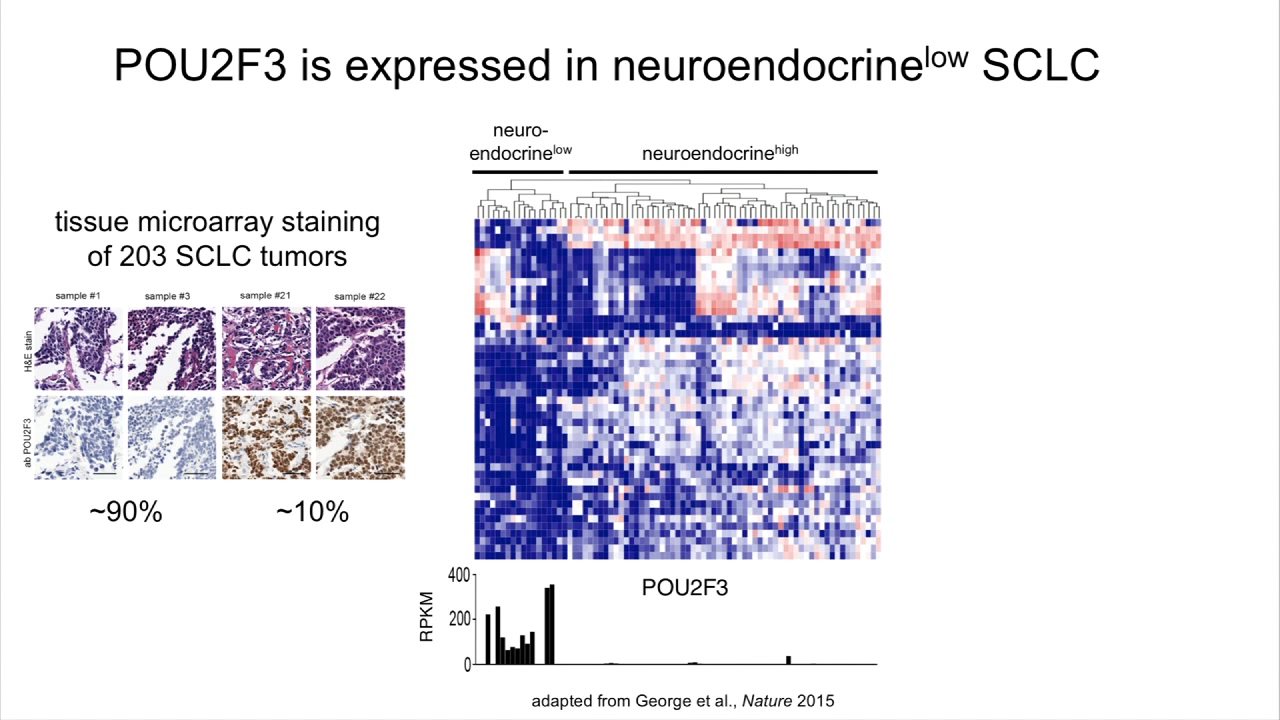 POU2F3 is expressed in neuroendocrinelow SCLC
neuro-
endocrinelow
neuroendocrinehigh
tissue microarray staining
of 203 SCLC tumors
sample #1 sample #3 sample #21 sample #22
H&E stain
ab POU2F3
~90% ~10%
400
200
0
RPKM
POU2F3
adapted from George et al., Nature 2015